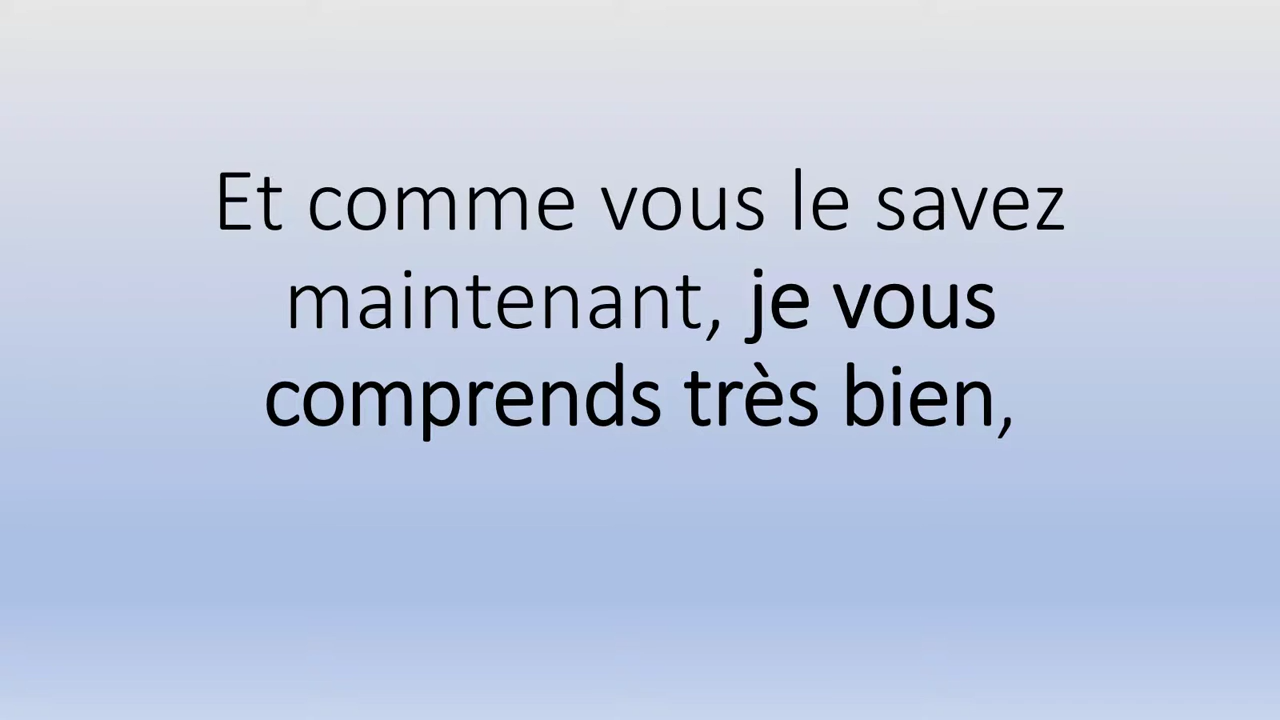 Et comme vous le savez
maintenant, je vous
comprends très bien,